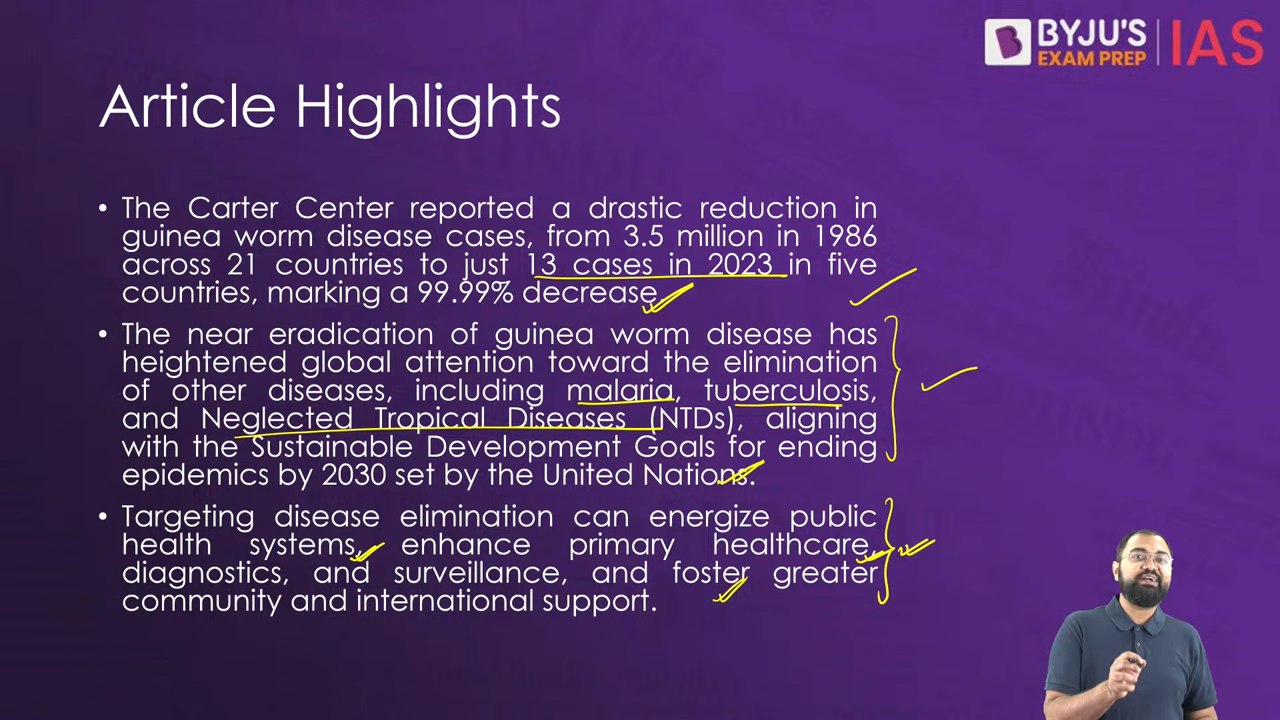 BYJU'S
EXAM PREP
IAS
Article Highlights
• The Carter Center reported a drastic reduction in
guinea worm disease cases, from 3.5 million in 1986
across 21 countries to just 13 cases in 2023 in five
countries, marking a 99.99% decrease.
• The near eradication of guinea worm disease has
heightened global attention toward the elimination
of other diseases, including malaria, tuberculosis,
and Neglected Tropical Diseases (NTDs), aligning
with the Sustainable Development Goals for ending
epidemics by 2030 set by the United Nations.
• Targeting disease elimination can energize public
health systems, enhance primary healthcare,
diagnostics, and surveillance, and foster greater
community and international support.